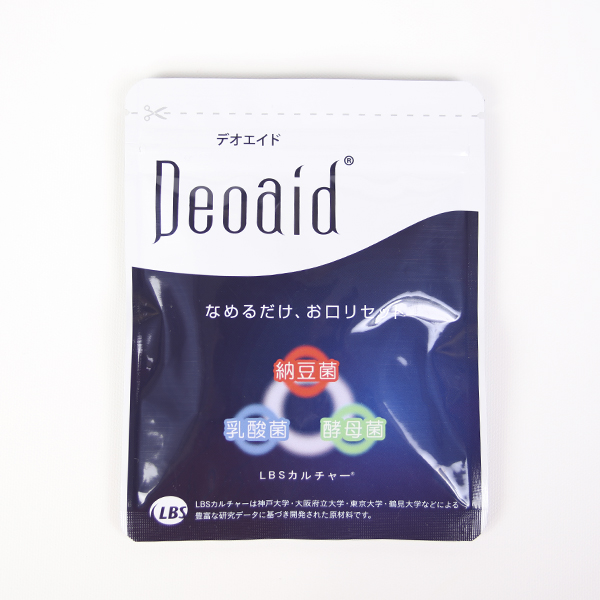 デオエイド
Deoaid®
なめるだけ、お口リセット
納豆菌
乳酸菌 酵母菌
LBSカルチャー®
LBS
LBSカルチャーは神戸大学・大阪府立大学・東京大学・鶴見大学などによる
豊富な研究データに基づき開発された原材料です。